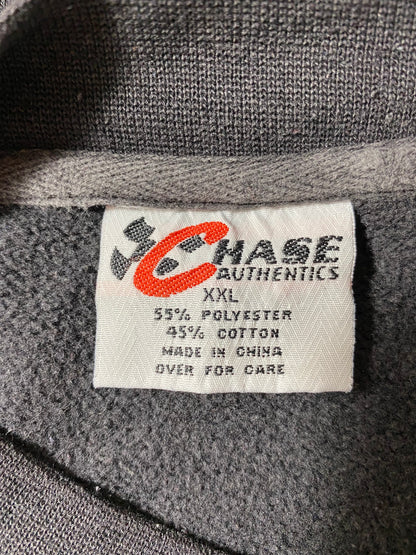 CHASE
AUTHENTICS
XXL
55% POLYESTER
45% COTTON
MADE IN CHINA
OVER FOR CARE